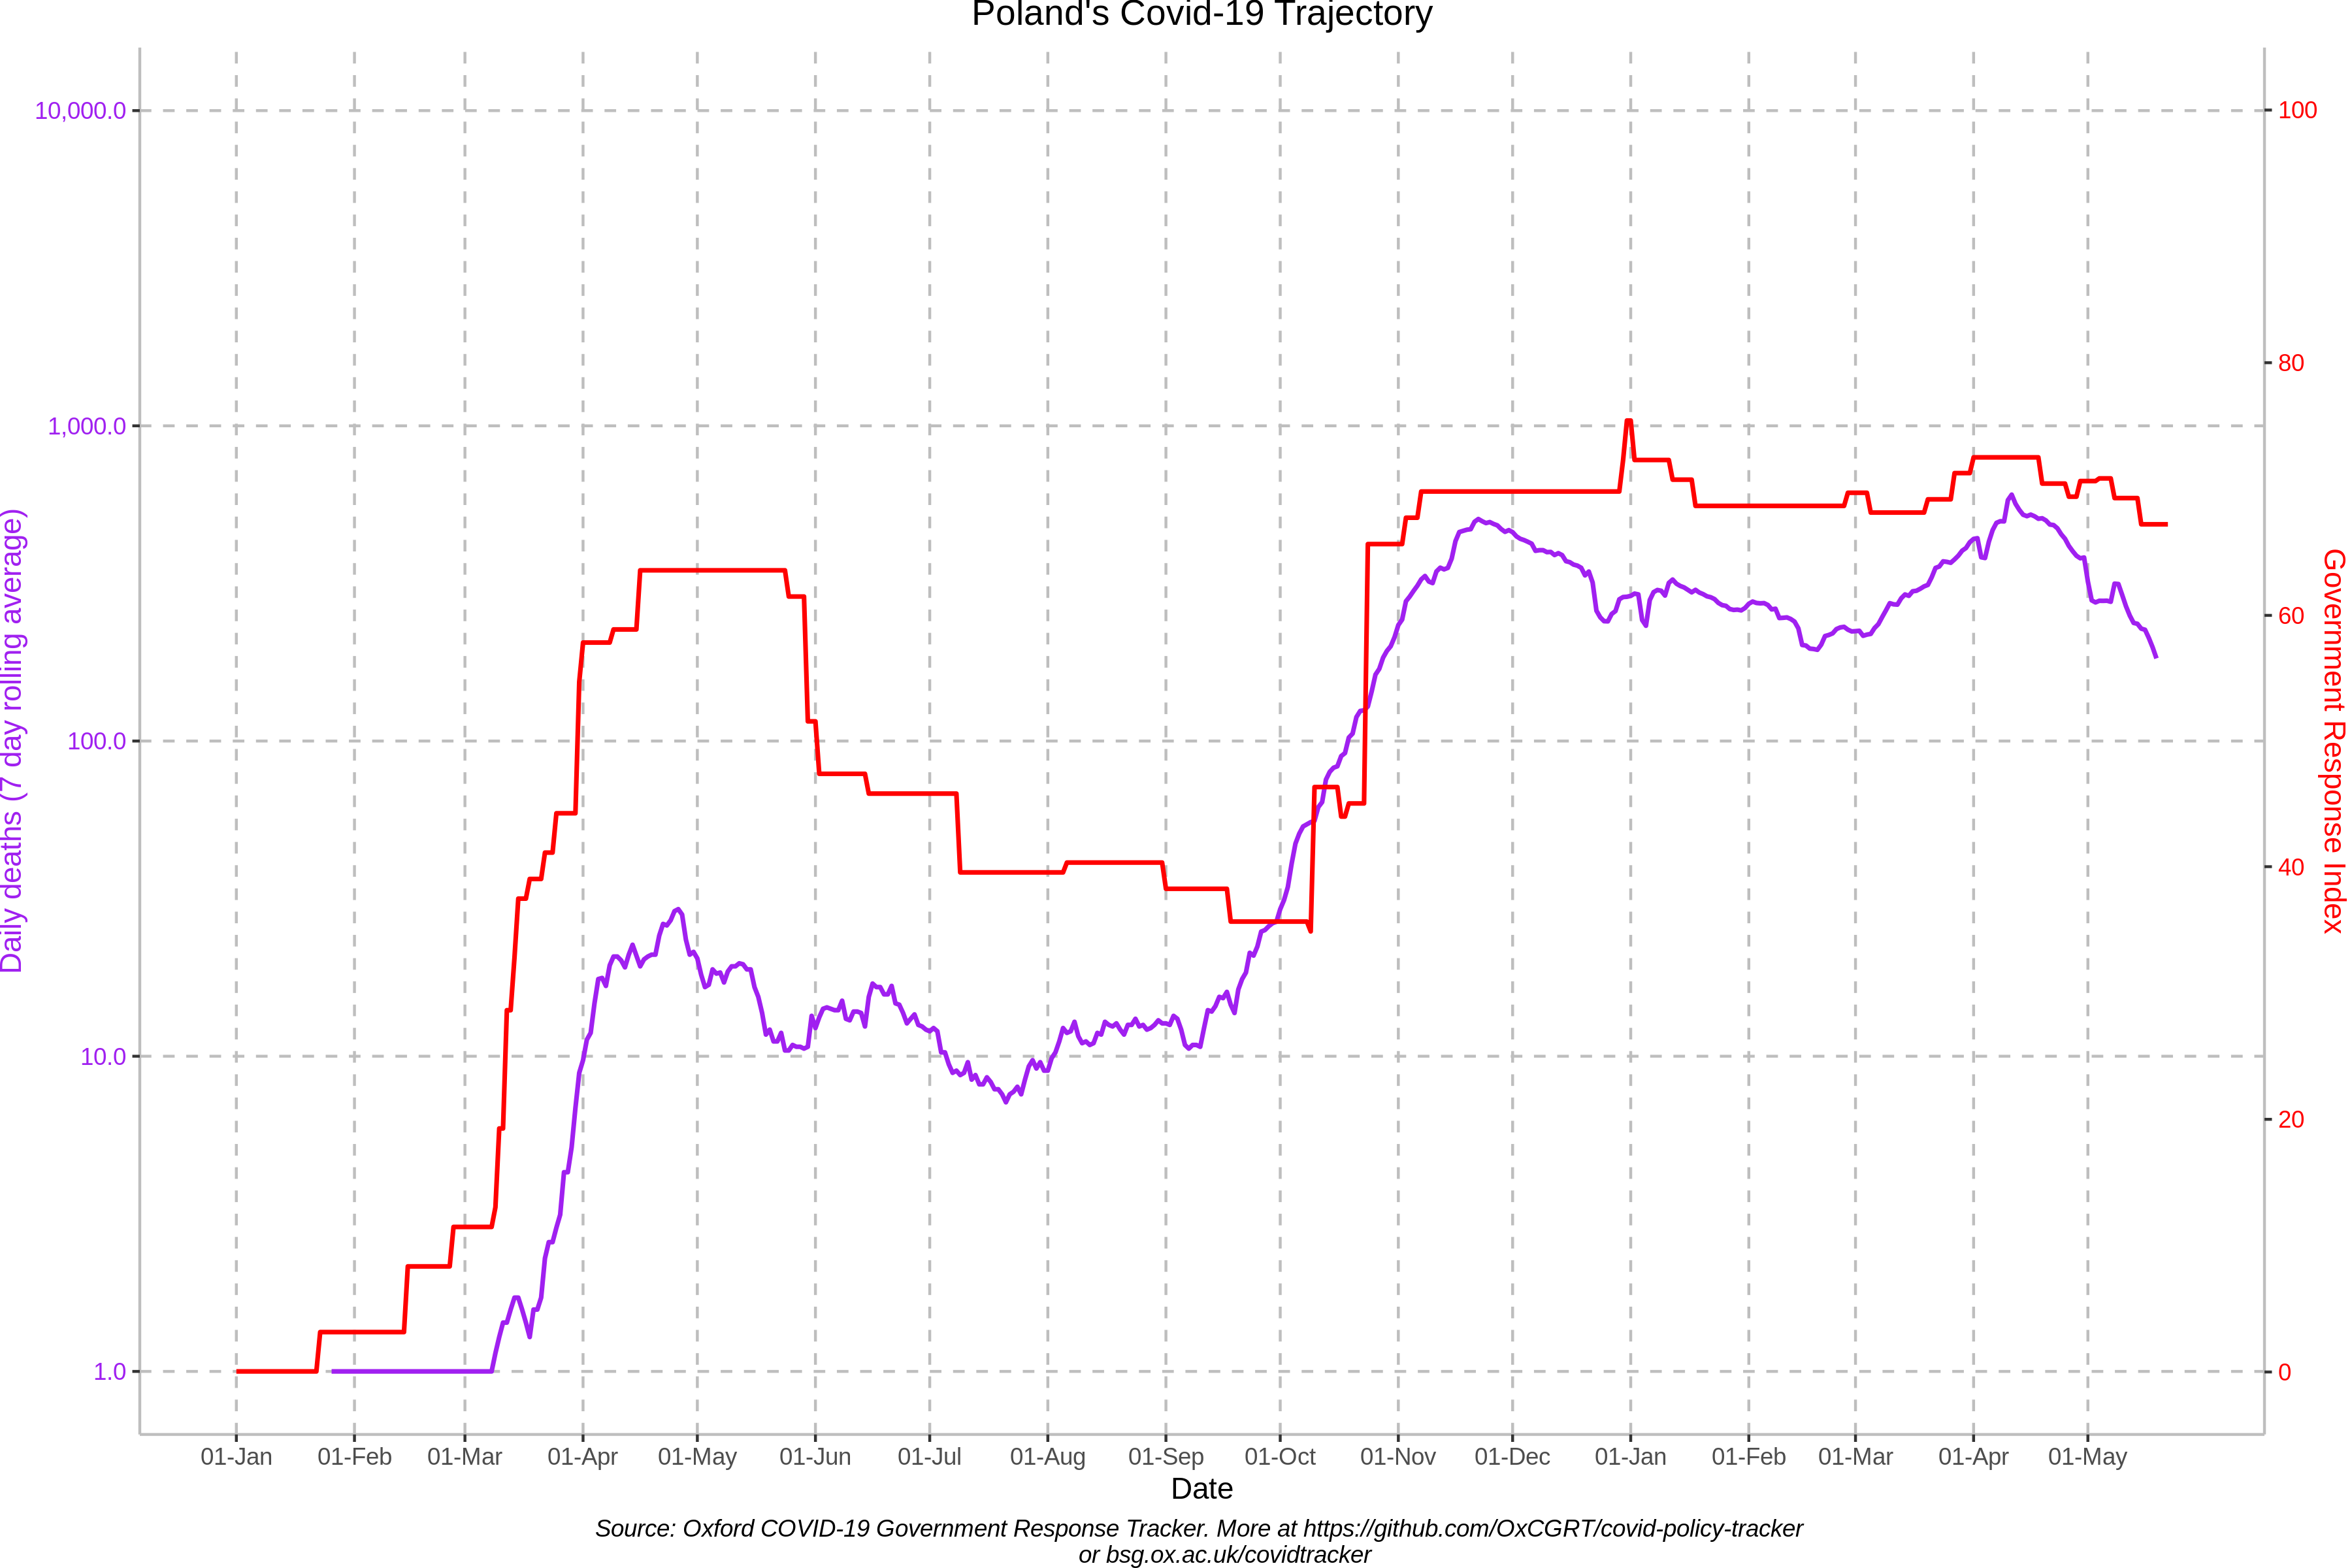 Poland's Covid-19 Trajectory
10,000.0
1,000.0
100.0
10.0
1.0
Daily deaths (7 day rolling average)
100
80
60
40
20
0
Government Response Index
01-Jan 01-Feb 01-Mar 01-Apr 01-May 01-Jun 01-Jul 01-Aug 01-Sep 01-Oct 01-Nov 01-Dec 01-Jan 01-Feb 01-Mar 01-Apr 01-May
Date
Source: Oxford COVID-19 Government Response Tracker. More at https://github.com/OxCGRT/covid-policy-tracker
or bsg.ox.ac.uk/covidtracker